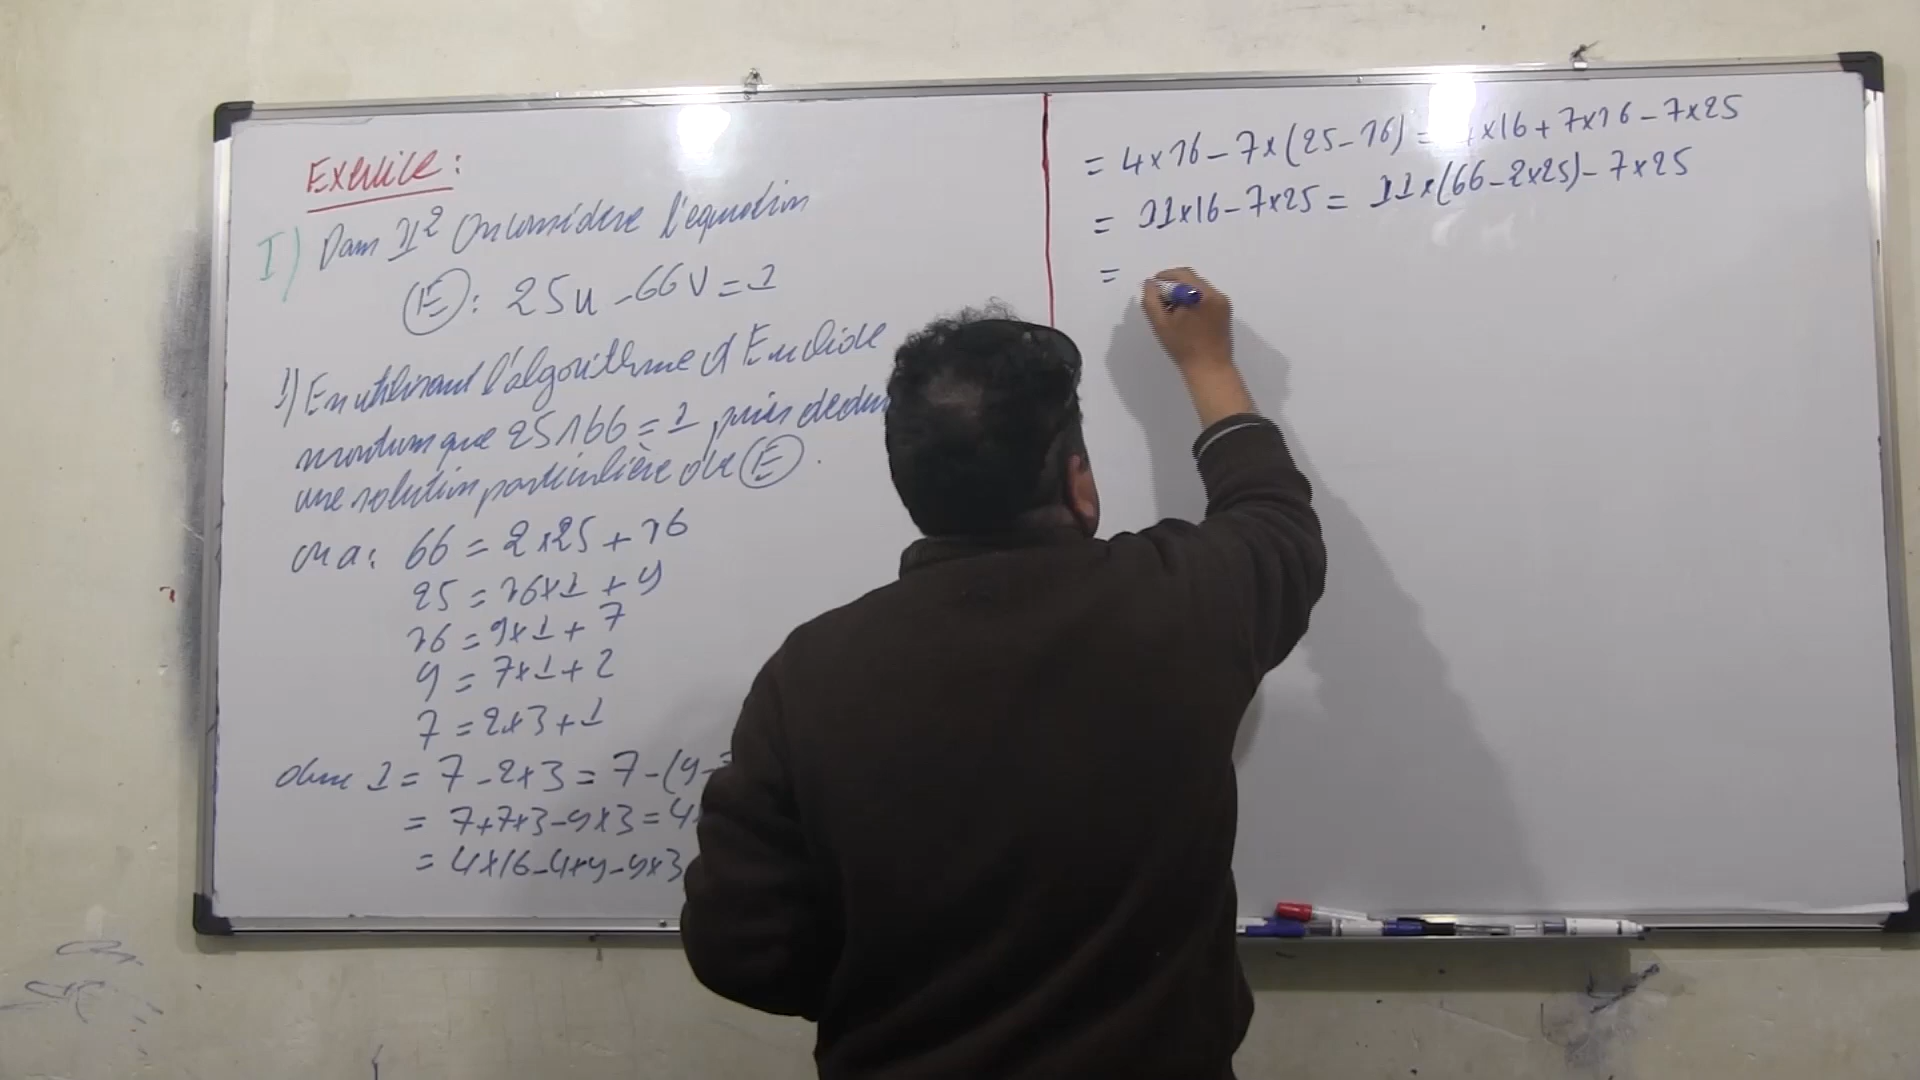 Exercice :
I) Dans ℤ² on considère l'equation
(E) : 25u - 66v = 1
1) En utilisant l'algorithme d'Euclide
montrons que 25∧66 = 1, puis dedu
une solution particulière de (E).
on a : 66 = 2×25 + 16
25 = 16×1 + 9
16 = 9×1 + 7
9 = 7×1 + 2
7 = 2×3 + 1
donc 1 = 7 - 2×3 = 7 - (9 -
= 7 + 7×3 - 9×3 = 4
= 4×16 - 4×9 - 9×3
= 4×16 - 7×(25 - 16) = 4×16 + 7×16 - 7×25
= 11×16 - 7×25 = 11×(66 - 2×25) - 7×25
=